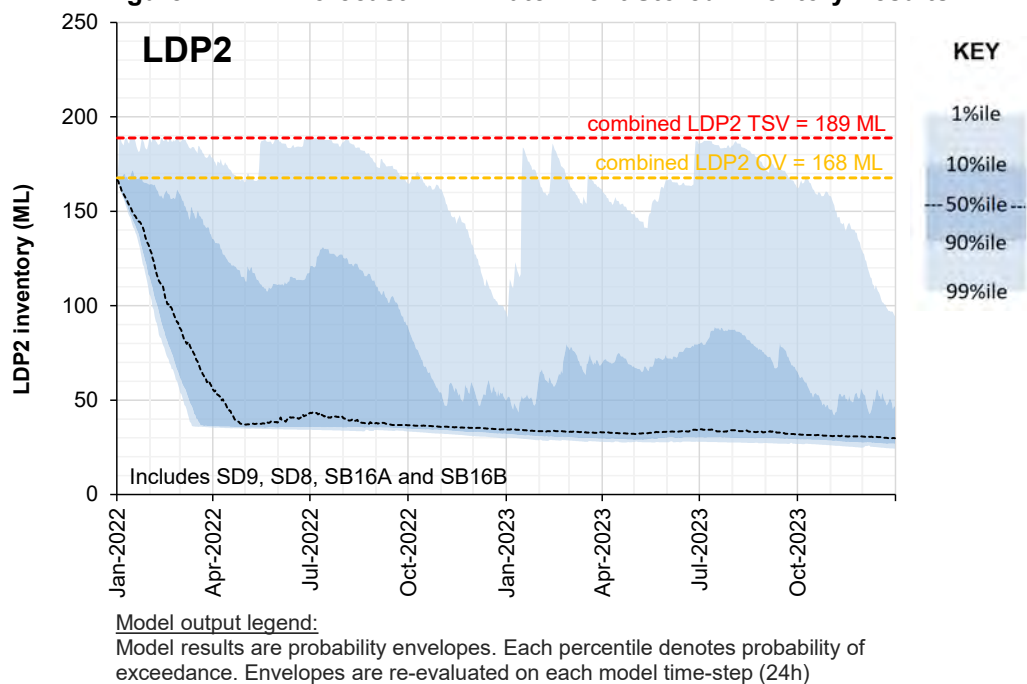 LDP2
KEY
250
200
150
100
50
0
LDP2 inventory (ML)
combined LDP2 TSV = 189 ML
combined LDP2 OV = 168 ML
1%ile
10%ile
50%ile
90%ile
99%ile
Includes SD9, SD8, SB16A and SB16B
Jan-2022
Apr-2022
Jul-2022
Oct-2022
Jan-2023
Apr-2023
Jul-2023
Oct-2023
Model output legend:
Model results are probability envelopes. Each percentile denotes probability of
exceedance. Envelopes are re-evaluated on each model time-step (24h)